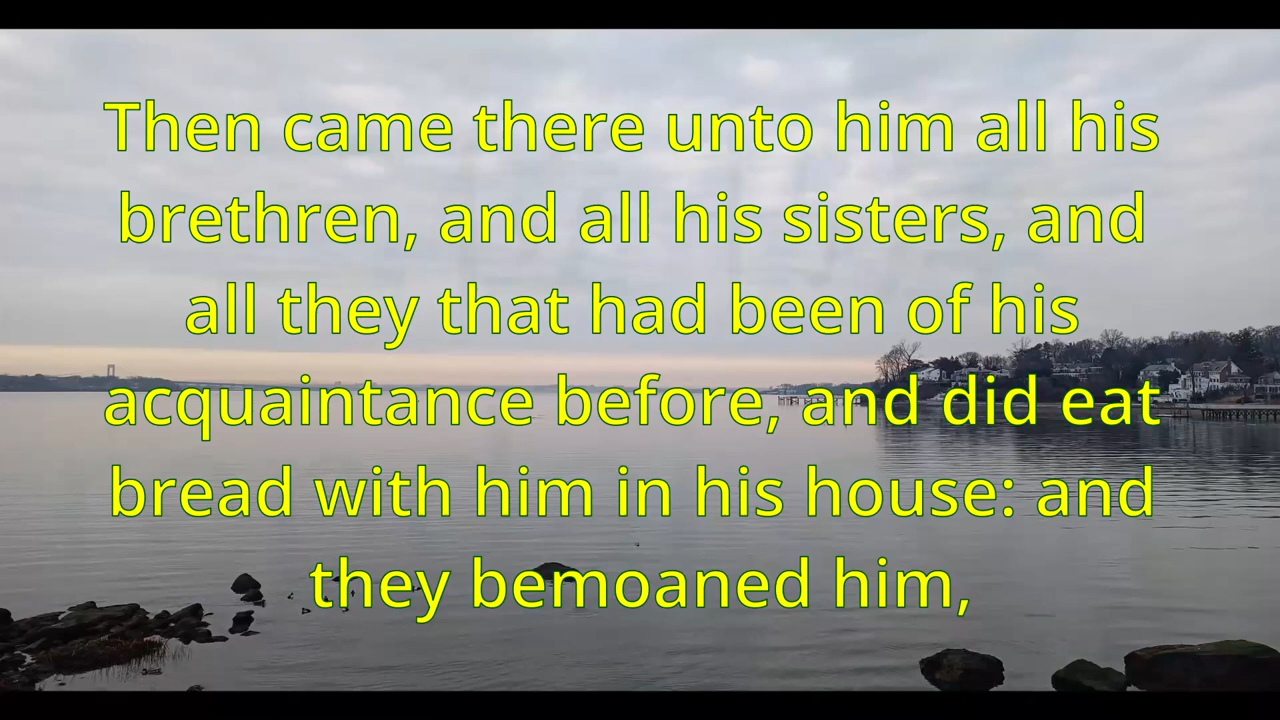 Then came there unto him all his
brethren, and all his sisters, and
all they that had been of his
acquaintance before, and did eat
bread with him in his house: and
they bemoaned him,